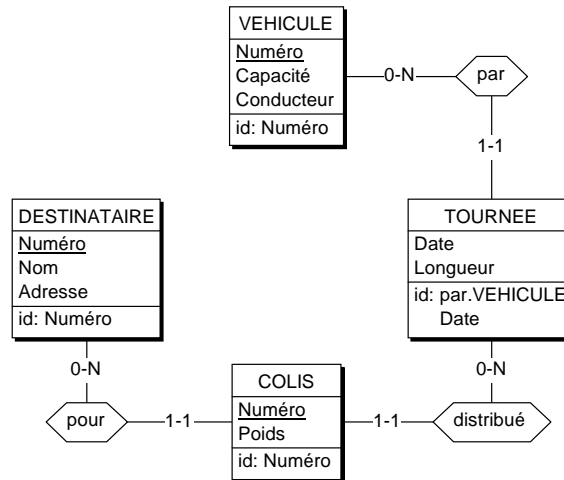 VEHICULE
Numéro
Capacité
Conducteur
id: Numéro
0-N
par
1-1
DESTINATAIRE
Numéro
Nom
Adresse
id: Numéro
TOURNEE
Date
Longueur
id: par.VEHICULE
Date
0-N
0-N
COLIS
Numéro
Poids
id: Numéro
pour
1-1
1-1
distribué